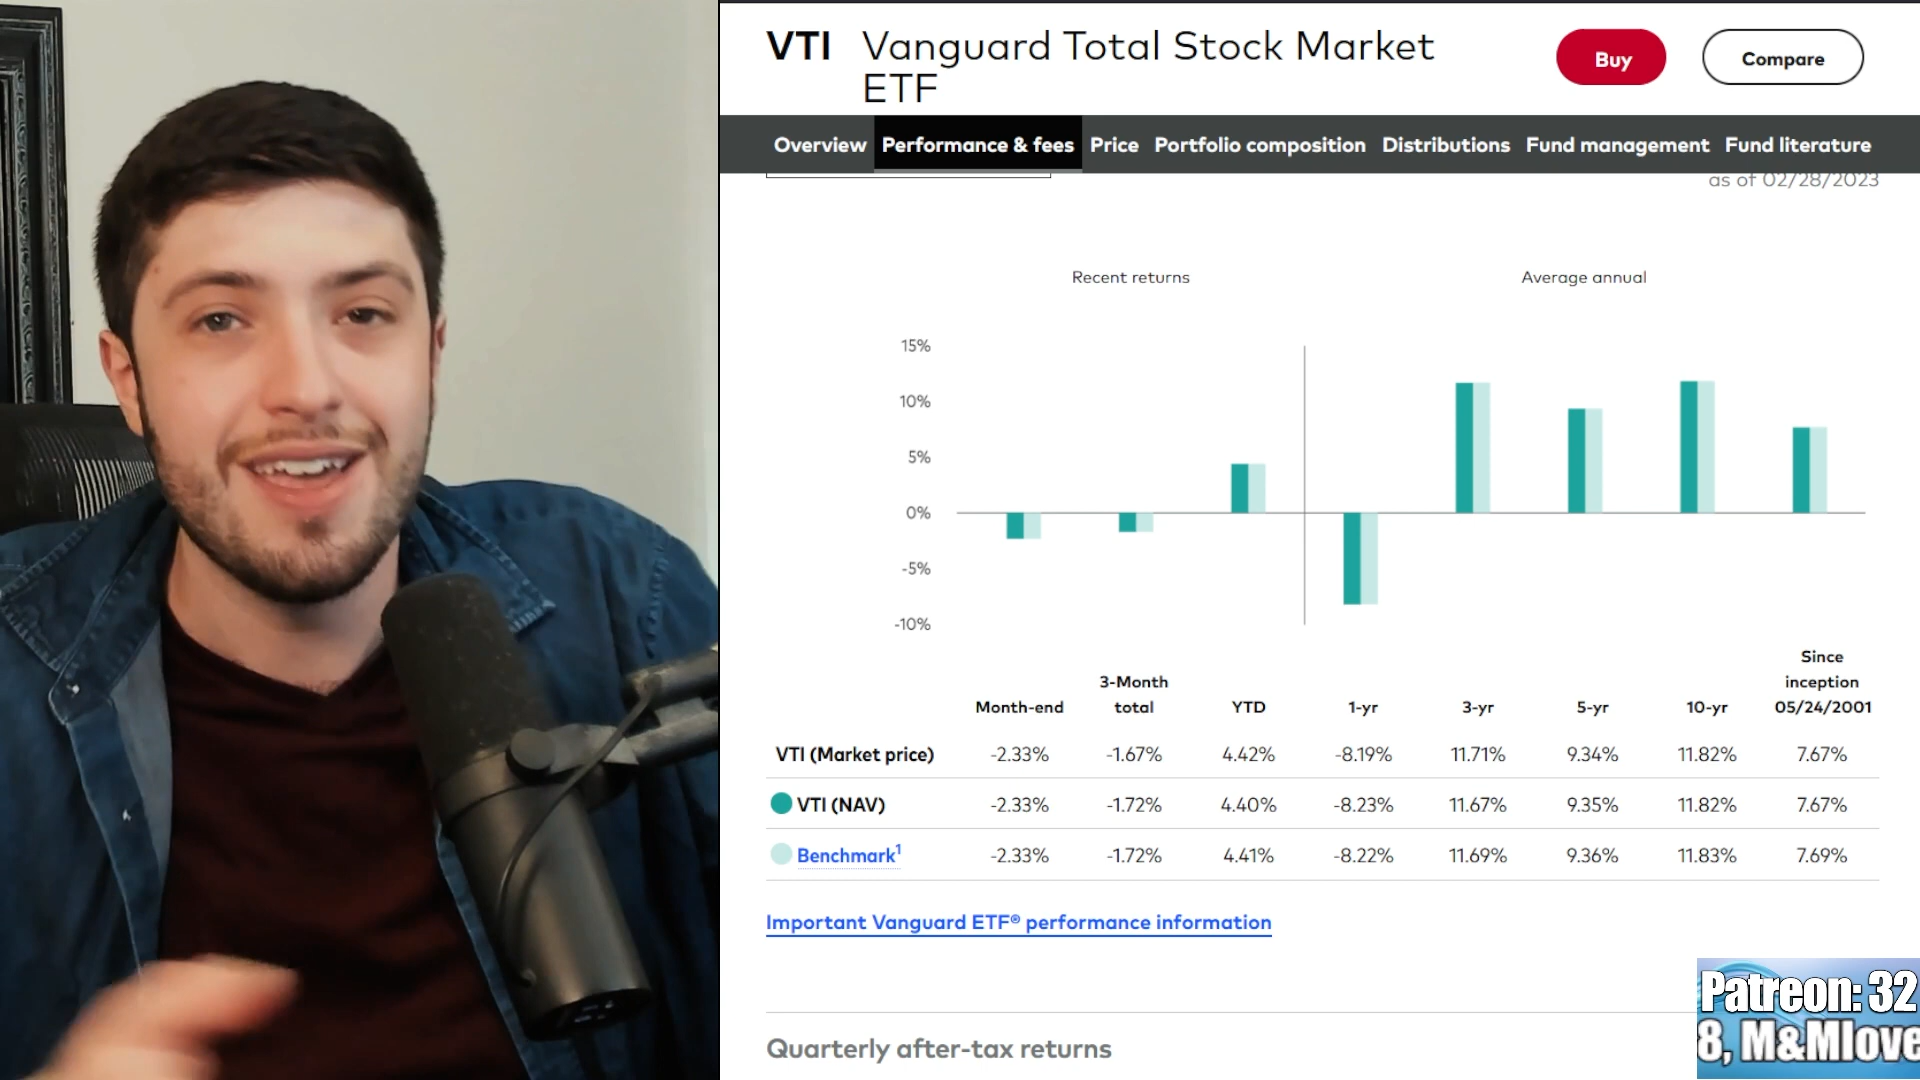 VTI Vanguard Total Stock Market
ETF
Buy
Compare
Overview Performance & fees Price Portfolio composition Distributions Fund management Fund literature
as of 02/28/2023
Recent returns
Average annual
15%
10%
5%
0%
-5%
-10%
Month-end 3-Month total YTD 1-yr 3-yr 5-yr 10-yr Since inception 05/24/2001
VTI (Market price) -2.33% -1.67% 4.42% -8.19% 11.71% 9.34% 11.82% 7.67%
VTI (NAV) -2.33% -1.72% 4.40% -8.23% 11.67% 9.35% 11.82% 7.67%
Benchmark1 -2.33% -1.72% 4.41% -8.22% 11.69% 9.36% 11.83% 7.69%
Important Vanguard ETF® performance information
Quarterly after-tax returns
Patreon: 32
8, M&Mlove